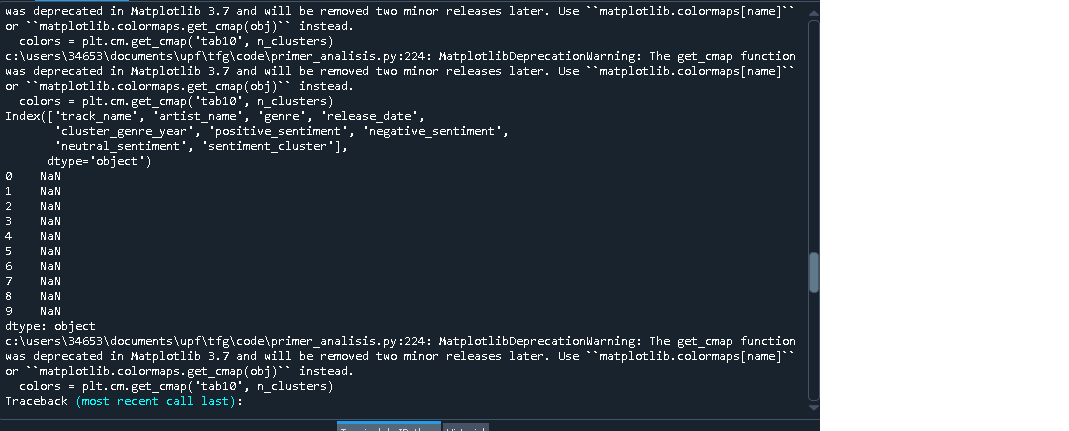 was deprecated in Matplotlib 3.7 and will be removed two minor releases later. Use ``matplotlib.colormaps[name]``
or ``matplotlib.colormaps.get_cmap(obj)`` instead.
  colors = plt.cm.get_cmap('tab10', n_clusters)
c:\users\34653\documents\upf\tfg\code\primer_analisis.py:224: MatplotlibDeprecationWarning: The get_cmap function
was deprecated in Matplotlib 3.7 and will be removed two minor releases later. Use ``matplotlib.colormaps[name]``
or ``matplotlib.colormaps.get_cmap(obj)`` instead.
  colors = plt.cm.get_cmap('tab10', n_clusters)
Index(['track_name', 'artist_name', 'genre', 'release_date',
       'cluster_genre_year', 'positive_sentiment', 'negative_sentiment',
       'neutral_sentiment', 'sentiment_cluster'],
      dtype='object')
0    NaN
1    NaN
2    NaN
3    NaN
4    NaN
5    NaN
6    NaN
7    NaN
8    NaN
9    NaN
dtype: object
c:\users\34653\documents\upf\tfg\code\primer_analisis.py:224: MatplotlibDeprecationWarning: The get_cmap function
was deprecated in Matplotlib 3.7 and will be removed two minor releases later. Use ``matplotlib.colormaps[name]``
or ``matplotlib.colormaps.get_cmap(obj)`` instead.
  colors = plt.cm.get_cmap('tab10', n_clusters)
Traceback (most recent call last):